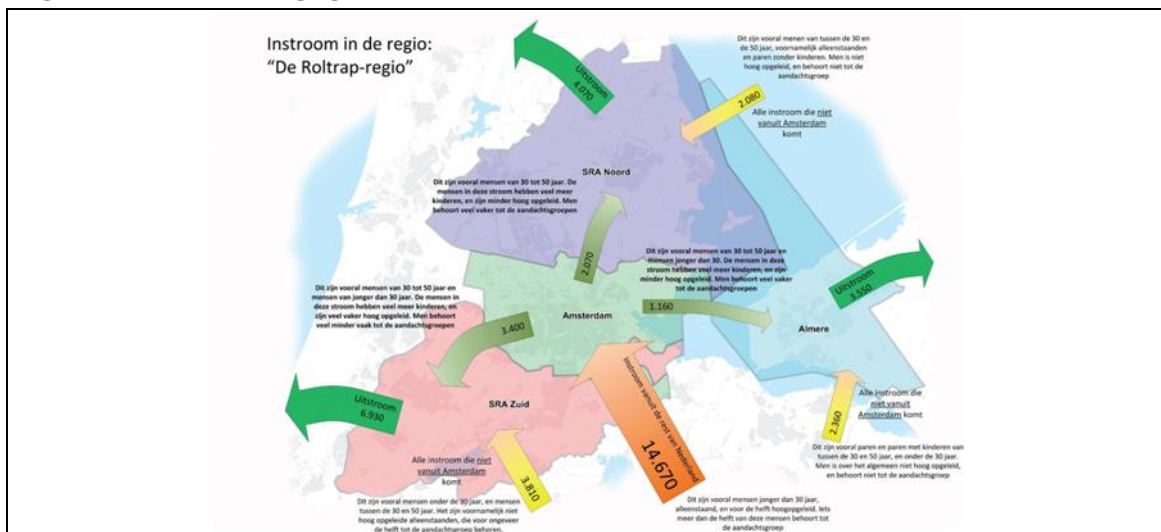 Instroom in de regio:
"De Roltrap-regio"
Uitstroom
4.070
Dit zijn vooral menen van tussen de 30 en
de 50 jaar, voornamelijk alleenstaanden
en paren zonder kinderen. Men is niet
hoog opgeleid, en behoort niet tot de
aandachtsgroep
2.080
Alle instroom die niet
vanuit Amsterdam
komt
SRA Noord
Dit zijn vooral mensen van 30 tot 50 jaar. De
mensen in deze stroom hebben veel meer
kinderen, en zijn minder hoog opgeleid. Men
behoort veel vaker tot de aandachtsgroepen
2.070
Dit zijn vooral mensen van 30 tot 50 jaar en
mensen jonger dan 30. De mensen in deze
stroom hebben veel meer kinderen, en zijn
minder hoog opgeleid. Men behoort veel vaker
tot de aandachtsgroepen
Uitstroom
3.550
Dit zijn vooral mensen van 30 tot 50 jaar en
mensen van jonger dan 30 jaar. De mensen in
deze stroom hebben veel meer kinderen, en
zijn veel vaker hoog opgeleid. Men behoort
veel minder vaak tot de aandachtsgroepen
3.400
Amsterdam
1.160
Almere
Uitstroom
6.930
SRA Zuid
Instroom vanuit de rest van Nederland
14.670
Alle instroom die niet
vanuit Amsterdam
komt
2.360
Alle instroom die niet
vanuit Amsterdam
komt
3.810
Dit zijn vooral paren en paren met kinderen van
tussen de 30 en 50 jaar, en onder de 30 jaar.
Men is over het algemeen niet hoog opgeleid,
en behoort niet tot de aandachtsgroep
Dit zijn vooral mensen onder de 30 jaar, en mensen
tussen de 30 en 50 jaar. Het zijn voornamelijk niet
hoog opgeleide alleenstaanden, die voor ongeveer
de helft tot de aandachtsgroep behoren.
Dit zijn vooral mensen jonger dan 30 jaar,
alleenstaand, en voor de helft hoogopgeleid. Iets
meer dan de helft van deze mensen behoort tot
de aandachtsgroep